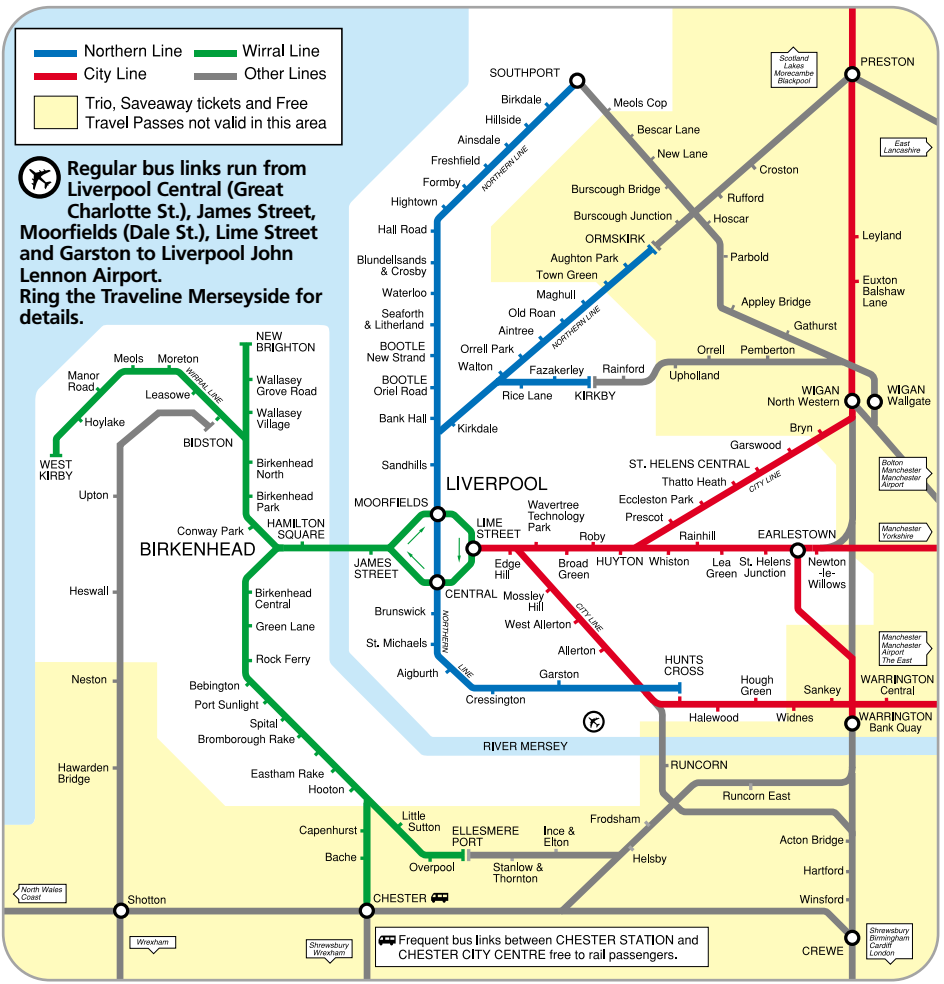 Northern Line
Wirral Line
City Line
Other Lines
Trio, Saveaway tickets and Free
Travel Passes not valid in this area
Regular bus links run from
Liverpool Central (Great
Charlotte St.), James Street,
Moorfields (Dale St.), Lime Street
and Garston to Liverpool John
Lennon Airport.
Ring the Traveline Merseyside for
details.
SOUTHPORT
Birkdale
Hillside
Ainsdale
Freshfield
Formby
Hightown
NORTHERN LINE
Hall Road
Blundellsands
& Crosby
Waterloo
Seaforth
& Litherland
BOOTLE
New Strand
BOOTLE
Oriel Road
Bank Hall
Sandhills
Meols Cop
Bescar Lane
New Lane
Burscough Bridge
Hoscar
Parbold
Appley Bridge
Gathurst
Scotland
Lakes
Morecambe
Blackpool
PRESTON
East
Lancashire
Croston
Rufford
Burscough Junction
ORMSKIRK
Aughton Park
Town Green
Maghull
Old Roan
Aintree
Orrell Park
Walton
Kirkdale
NORTHERN LINE
Fazakerley
Rice Lane
KIRKBY
Rainford
Upholland
Orrell
Pemberton
Leyland
Euxton
Balshaw
Lane
WIGAN
North Western
WIGAN
Wallgate
Bolton
Manchester
Manchester
Airport
Bryn
Garswood
ST. HELENS CENTRAL
Thatto Heath
Eccleston Park
Prescot
CITY LINE
NEW
BRIGHTON
Wallasey
Grove Road
Wallasey
Village
Meols
Moreton
Manor
Road
Leasowe
WIRRAL LINE
Hoylake
WEST
KIRBY
BIDSTON
Birkenhead
North
Birkenhead
Park
Conway Park
HAMILTON
SQUARE
BIRKENHEAD
Upton
Heswall
Neston
Hawarden
Bridge
Shotton
North Wales
Coast
Wrexham
LIVERPOOL
MOORFIELDS
LIME
STREET
JAMES
STREET
CENTRAL
Wavertree
Technology
Park
Edge
Hill
Broad
Green
Roby
HUYTON
Whiston
Rainhill
Lea
Green
St. Helens
Junction
EARLESTOWN
Newton
-le-
Willows
Manchester
Yorkshire
Mossley
Hill
West Allerton
Allerton
CITY LINE
HUNTS
CROSS
Brunswick
St. Michaels
Aigburth
NORTHERN
LINE
Cressington
Garston
Halewood
Hough
Green
Widnes
Sankey
WARRINGTON
Central
WARRINGTON
Bank Quay
Manchester
Manchester
Airport
The East
RIVER MERSEY
Birkenhead
Central
Green Lane
Rock Ferry
Bebington
Port Sunlight
Spital
Bromborough Rake
Eastham Rake
Hooton
Capenhurst
Bache
CHESTER
Little
Sutton
Overpool
ELLESMERE
PORT
Stanlow &
Thornton
Ince &
Elton
Helsby
Frodsham
RUNCORN
Runcorn East
Acton Bridge
Hartford
Winsford
CREWE
Shrewsbury
Birmingham
Cardiff
London
Shrewsbury
Wrexham
Frequent bus links between CHESTER STATION and
CHESTER CITY CENTRE free to rail passengers.